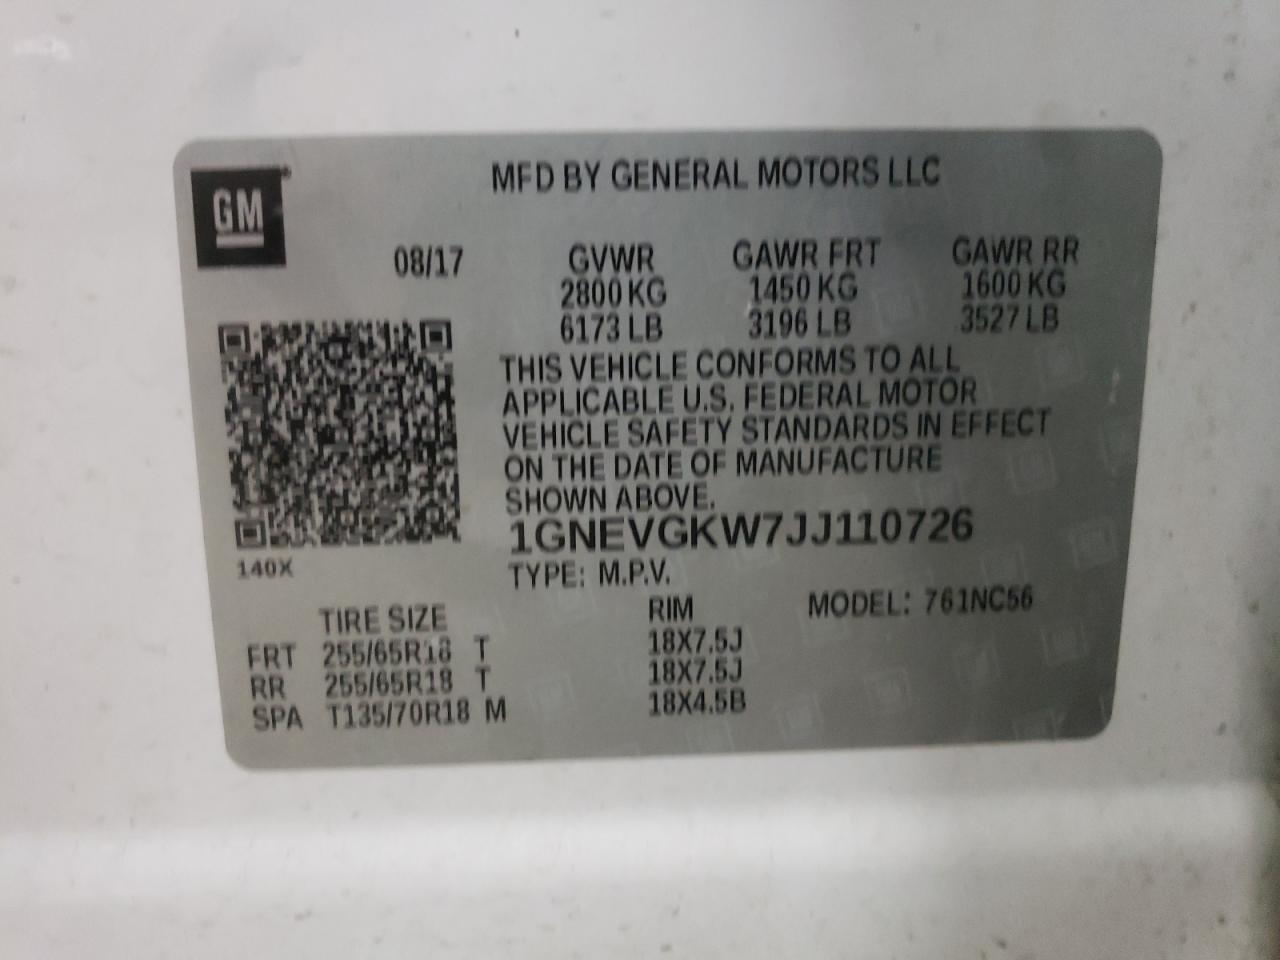 GM
MFD BY GENERAL MOTORS LLC
08/17 GVWR GAWR FRT GAWR RR
2800 KG 1450 KG 1600 KG
6173 LB 3196 LB 3527 LB
THIS VEHICLE CONFORMS TO ALL
APPLICABLE U.S. FEDERAL MOTOR
VEHICLE SAFETY STANDARDS IN EFFECT
ON THE DATE OF MANUFACTURE
SHOWN ABOVE.
1GNEVGKW7JJ110726
140X
TYPE: M.P.V.
TIRE SIZE RIM MODEL: 761NC56
FRT 255/65R18 T 18X7.5J
RR 255/65R18 T 18X7.5J
SPA T135/70R18 M 18X4.5B